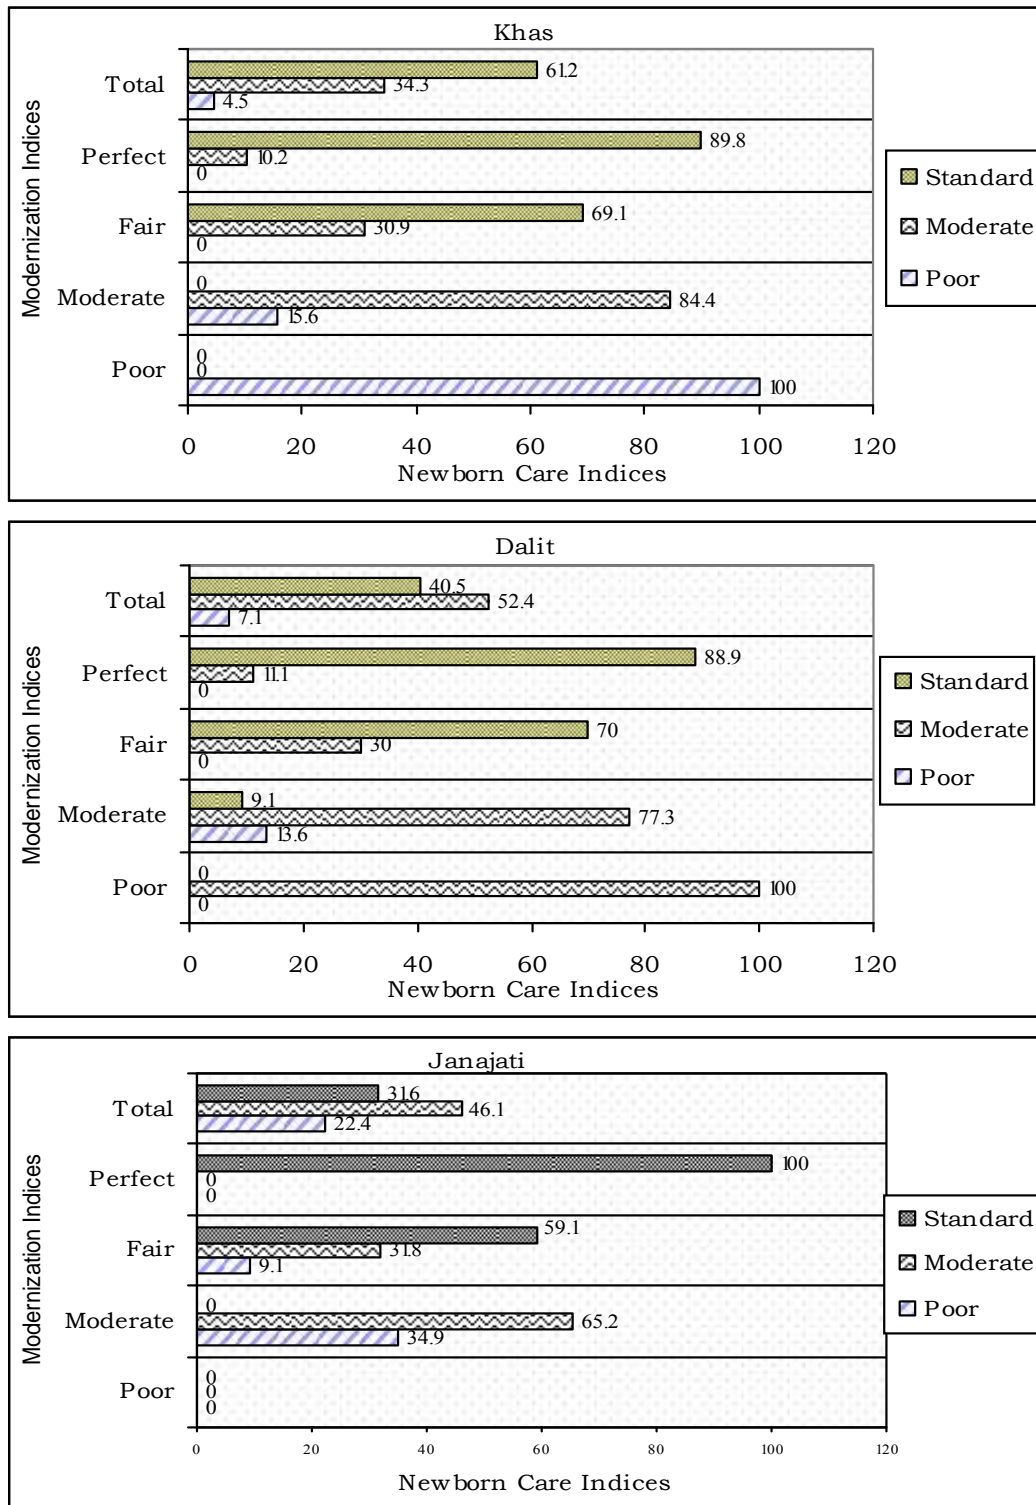 Khas
Modernization Indices
Total
61.2
34.3
4.5
Perfect
89.8
10.2
0
Fair
69.1
30.9
0
Moderate
0
84.4
15.6
Poor
0
0
100
0 20 40 60 80 100 120
Newborn Care Indices
Standard
Moderate
Poor
Dalit
Modernization Indices
Total
40.5
52.4
7.1
Perfect
88.9
11.1
0
Fair
70
30
0
Moderate
9.1
77.3
13.6
Poor
0
100
0
0 20 40 60 80 100 120
Newborn Care Indices
Standard
Moderate
Poor
Janajati
Modernization Indices
Total
31.6
46.1
22.4
Perfect
100
0
0
Fair
59.1
31.8
9.1
Moderate
0
65.2
34.9
Poor
0
0
0
0 20 40 60 80 100 120
Newborn Care Indices
Standard
Moderate
Poor